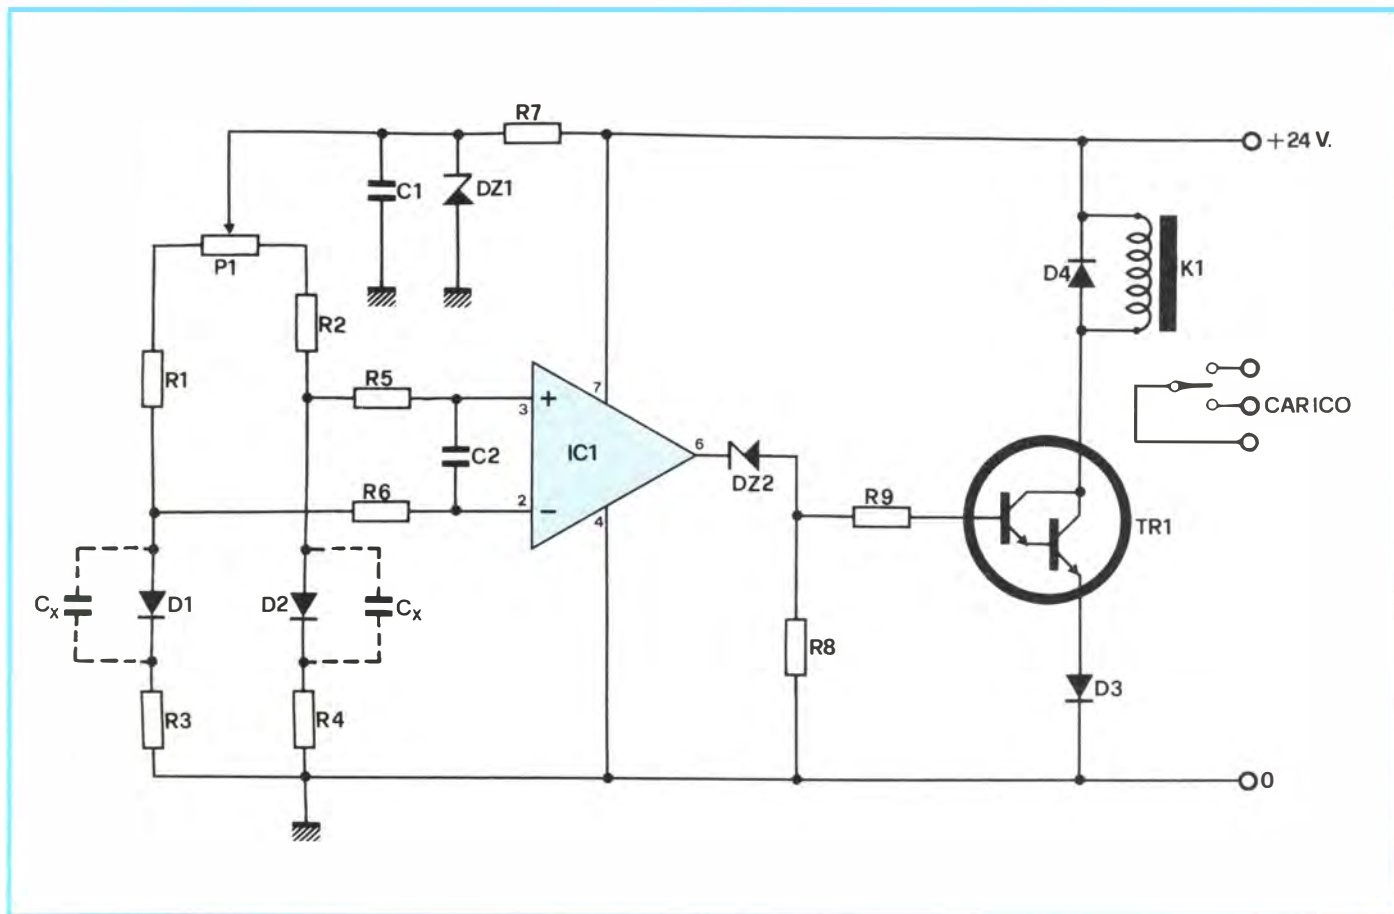 R7
+24 V.
C1
DZ1
P1
D4
K1
R2
R1
R5
7
+
3
CARICO
C2
IC1
6
DZ2
R6
2
−
4
R9
TR1
Cx
D1
D2
Cx
R8
R3
R4
D3
0